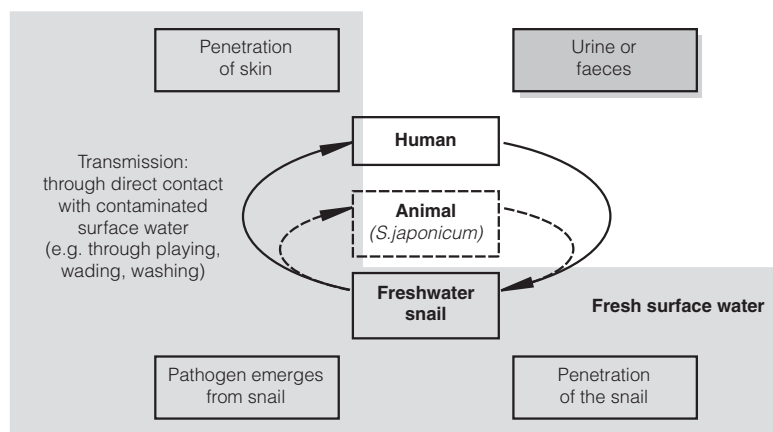 Penetration
of skin
Urine or
faeces
Human
Transmission:
through direct contact
with contaminated
surface water
(e.g. through playing,
wading, washing)
Animal
(S.japonicum)
Freshwater
snail
Fresh surface water
Pathogen emerges
from snail
Penetration
of the snail